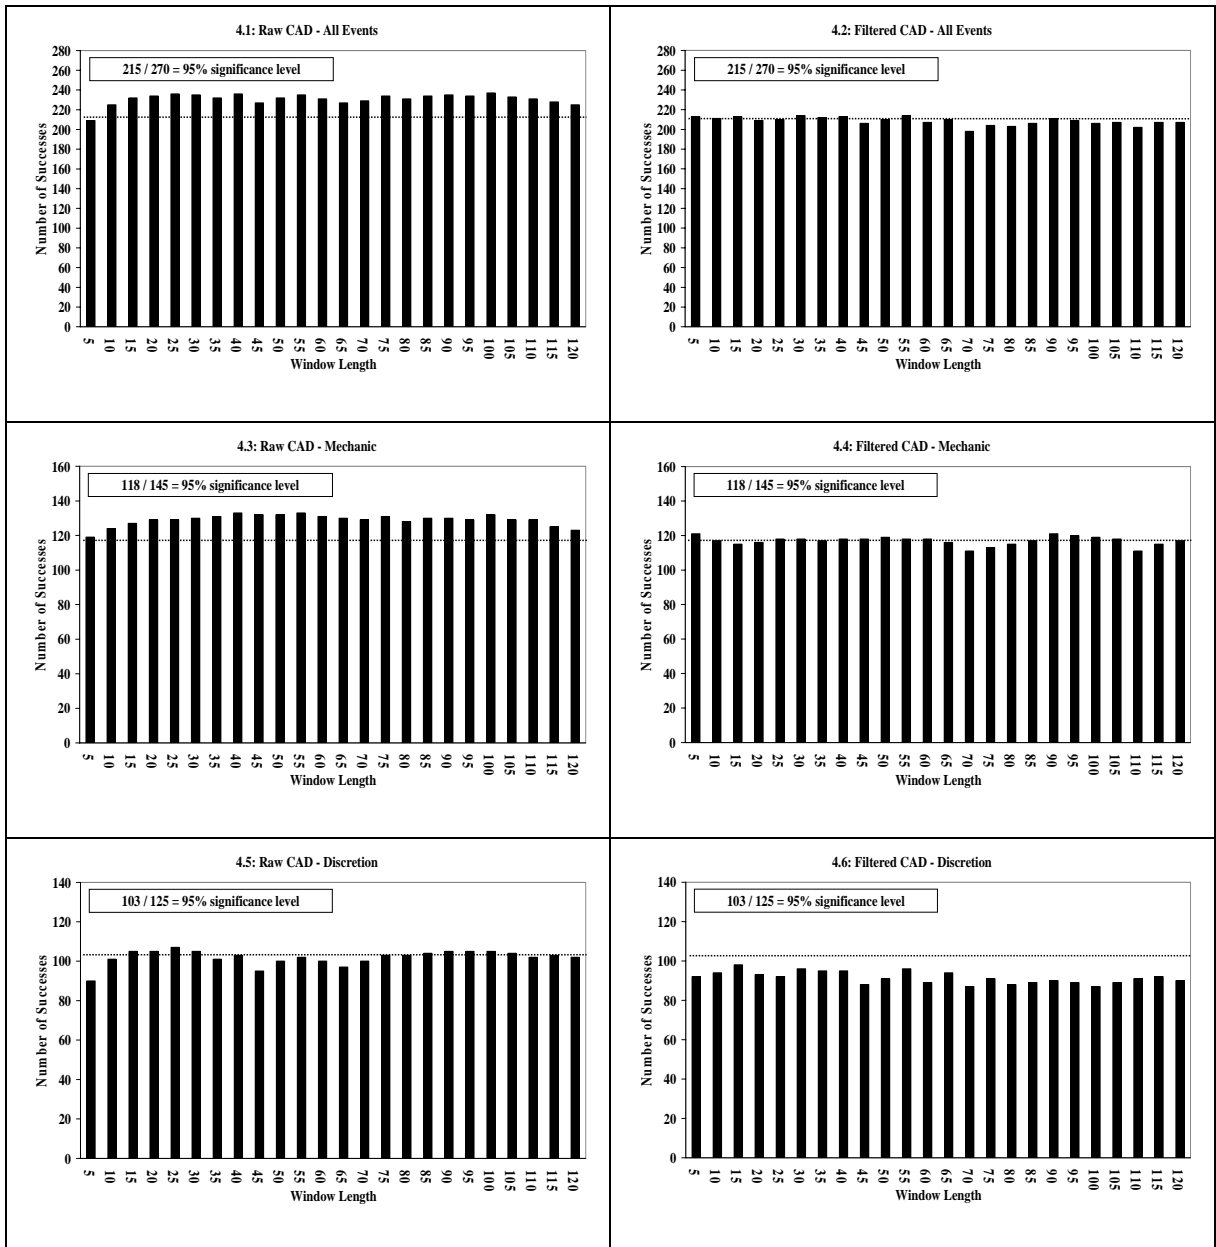 4.1: Raw CAD - All Events
215 / 270 = 95% significance level
280
260
240
220
200
180
160
140
120
100
80
60
40
20
0
Number of Successes
5 10 15 20 25 30 35 40 45 50 55 60 65 70 75 80 85 90 95 100 105 110 115 120
Window Length
4.2: Filtered CAD - All Events
215 / 270 = 95% significance level
280
260
240
220
200
180
160
140
120
100
80
60
40
20
0
Number of Successes
5 10 15 20 25 30 35 40 45 50 55 60 65 70 75 80 85 90 95 100 105 110 115 120
Window Length
4.3: Raw CAD - Mechanic
118 / 145 = 95% significance level
160
140
120
100
80
60
40
20
0
Number of Successes
5 10 15 20 25 30 35 40 45 50 55 60 65 70 75 80 85 90 95 100 105 110 115 120
Window Length
4.4: Filtered CAD - Mechanic
118 / 145 = 95% significance level
160
140
120
100
80
60
40
20
0
Number of Successes
5 10 15 20 25 30 35 40 45 50 55 60 65 70 75 80 85 90 95 100 105 110 115 120
Window Length
4.5: Raw CAD - Discretion
103 / 125 = 95% significance level
140
120
100
80
60
40
20
0
Number of Successes
5 10 15 20 25 30 35 40 45 50 55 60 65 70 75 80 85 90 95 100 105 110 115 120
Window Length
4.6: Filtered CAD - Discretion
103 / 125 = 95% significance level
140
120
100
80
60
40
20
0
Number of Successes
5 10 15 20 25 30 35 40 45 50 55 60 65 70 75 80 85 90 95 100 105 110 115 120
Window Length